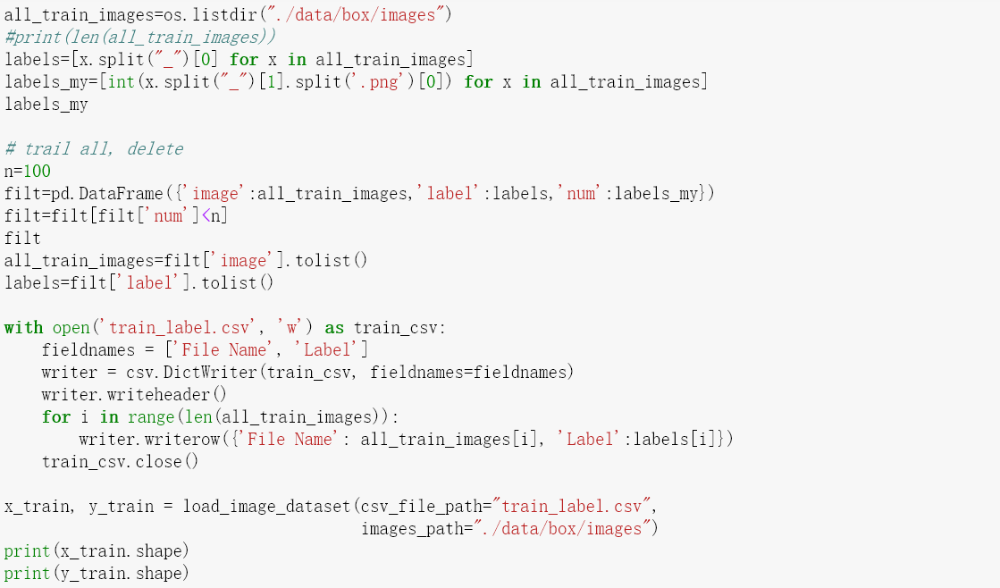 all_train_images=os.listdir("./data/box/images")
#print(len(all_train_images))
labels=[x.split("_")[0] for x in all_train_images]
labels_my=[int(x.split("_")[1].split('.png')[0]) for x in all_train_images]
labels_my

# trail all, delete
n=100
filt=pd.DataFrame({'image':all_train_images,'label':labels,'num':labels_my})
filt=filt[filt['num']<n]
filt
all_train_images=filt['image'].tolist()
labels=filt['label'].tolist()

with open('train_label.csv', 'w') as train_csv:
    fieldnames = ['File Name', 'Label']
    writer = csv.DictWriter(train_csv, fieldnames=fieldnames)
    writer.writeheader()
    for i in range(len(all_train_images)):
        writer.writerow({'File Name': all_train_images[i], 'Label':labels[i]})
    train_csv.close()

x_train, y_train = load_image_dataset(csv_file_path="train_label.csv",
                                      images_path="./data/box/images")
print(x_train.shape)
print(y_train.shape)